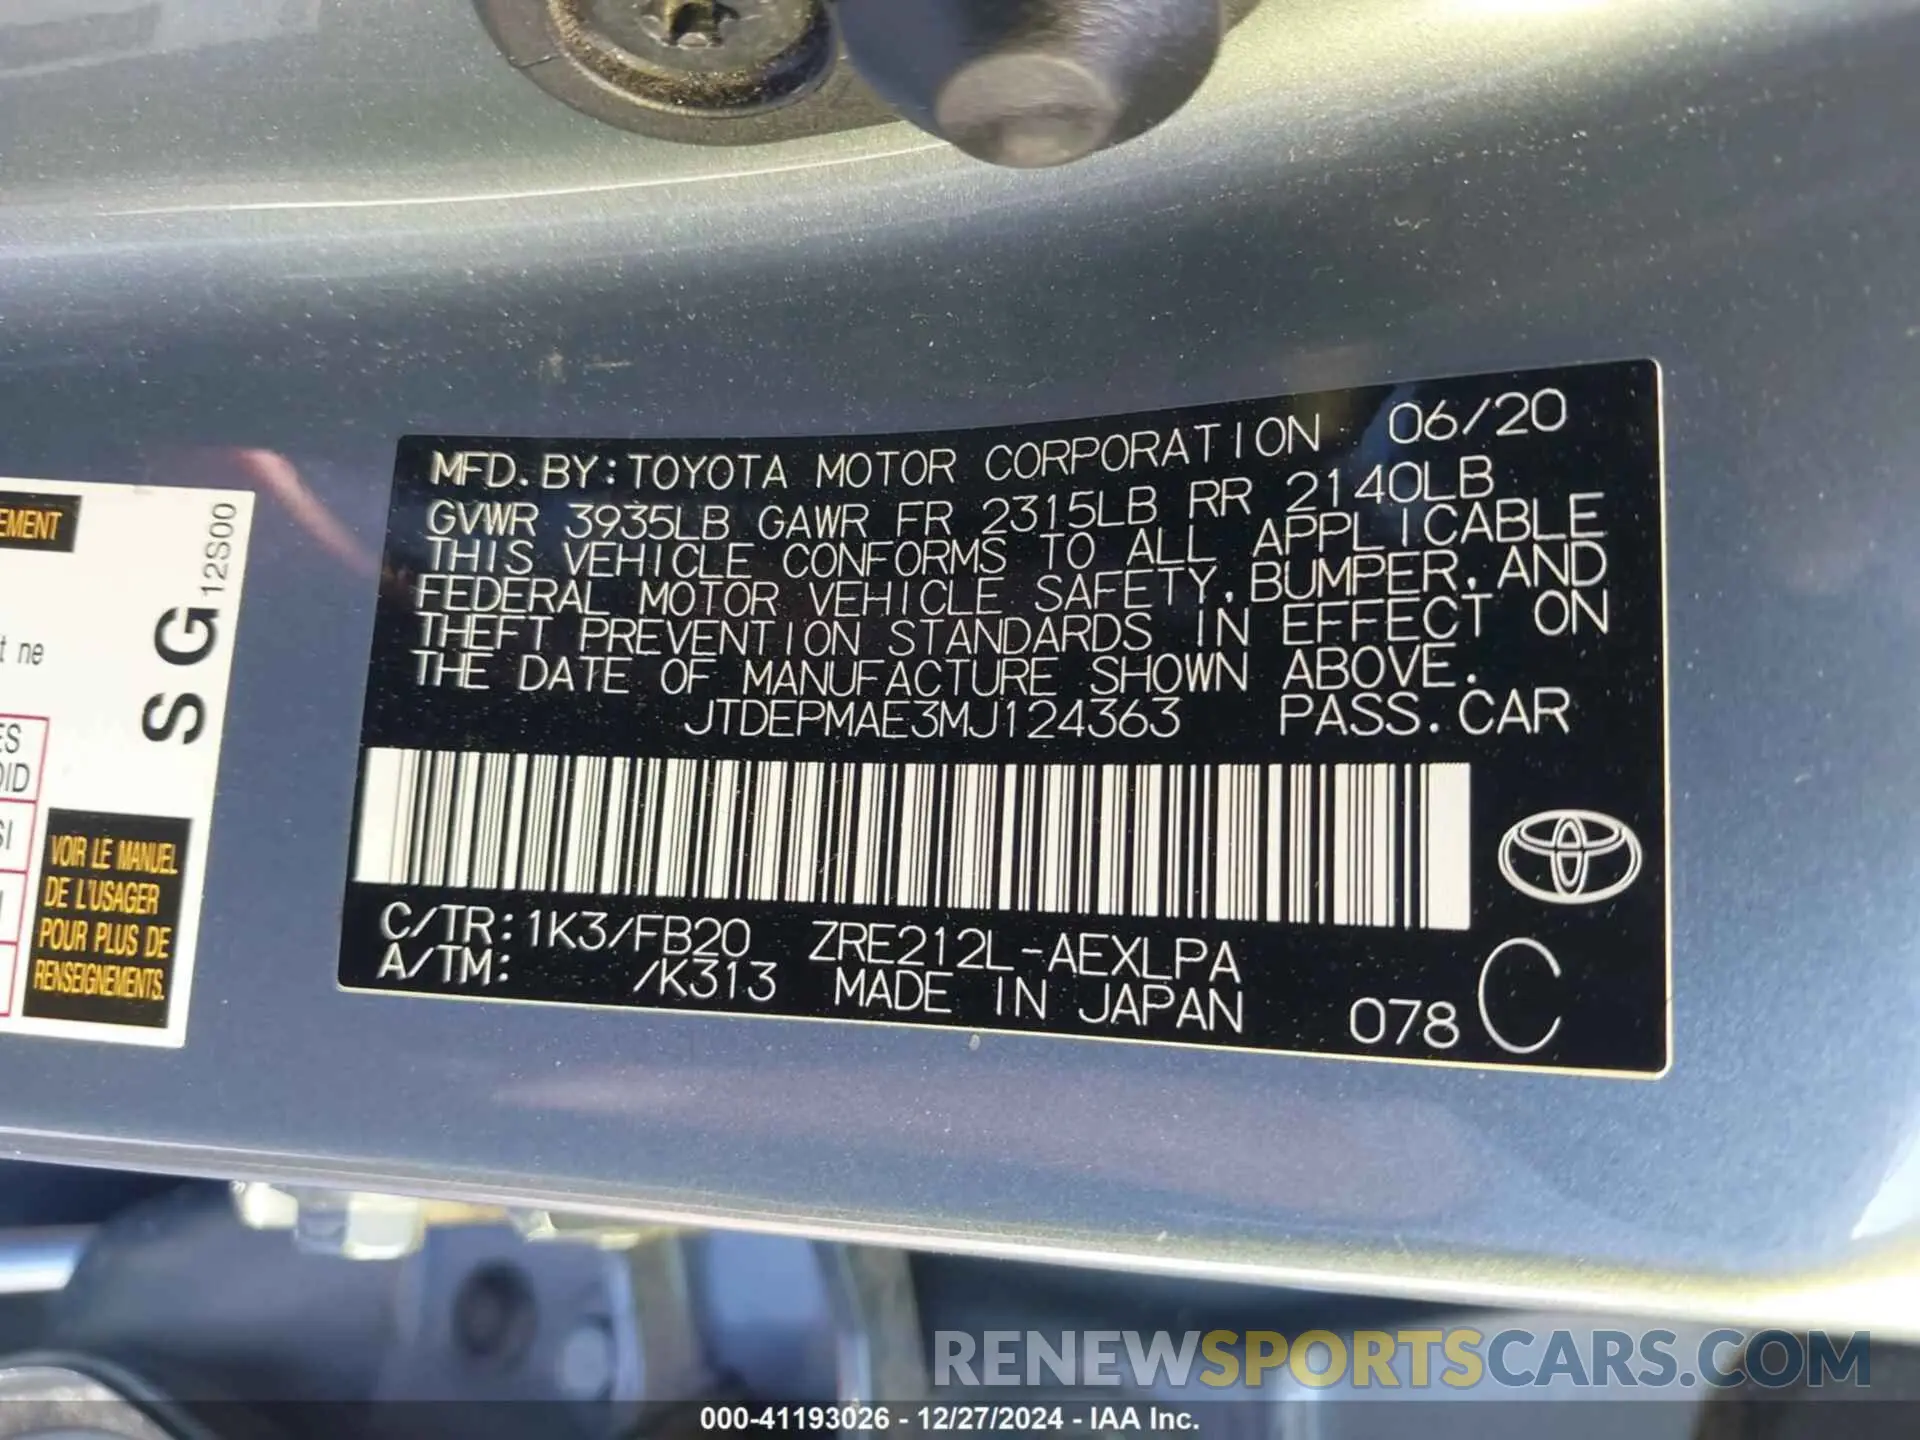 EMENT
12S00
SG
t ne
ES
OID
SI
VOIR LE MANUEL
DE L'USAGER
POUR PLUS DE
RENSEIGNEMENTS.
MFD. BY: TOYOTA MOTOR CORPORATION 06/20
GVWR 3935LB GAWR FR 2315LB RR 2140LB
THIS VEHICLE CONFORMS TO ALL APPLICABLE
FEDERAL MOTOR VEHICLE SAFETY, BUMPER, AND
THEFT PREVENTION STANDARDS IN EFFECT ON
THE DATE OF MANUFACTURE SHOWN ABOVE.
JTDEPMAE3MJ124363 PASS. CAR
C/TR: 1K3/FB20 ZRE212L-AEXLPA
A/TM: /K313 MADE IN JAPAN 078 C
RENEWSPORTSCARS.COM
000-41193026 - 12/27/2024 - IAA Inc.